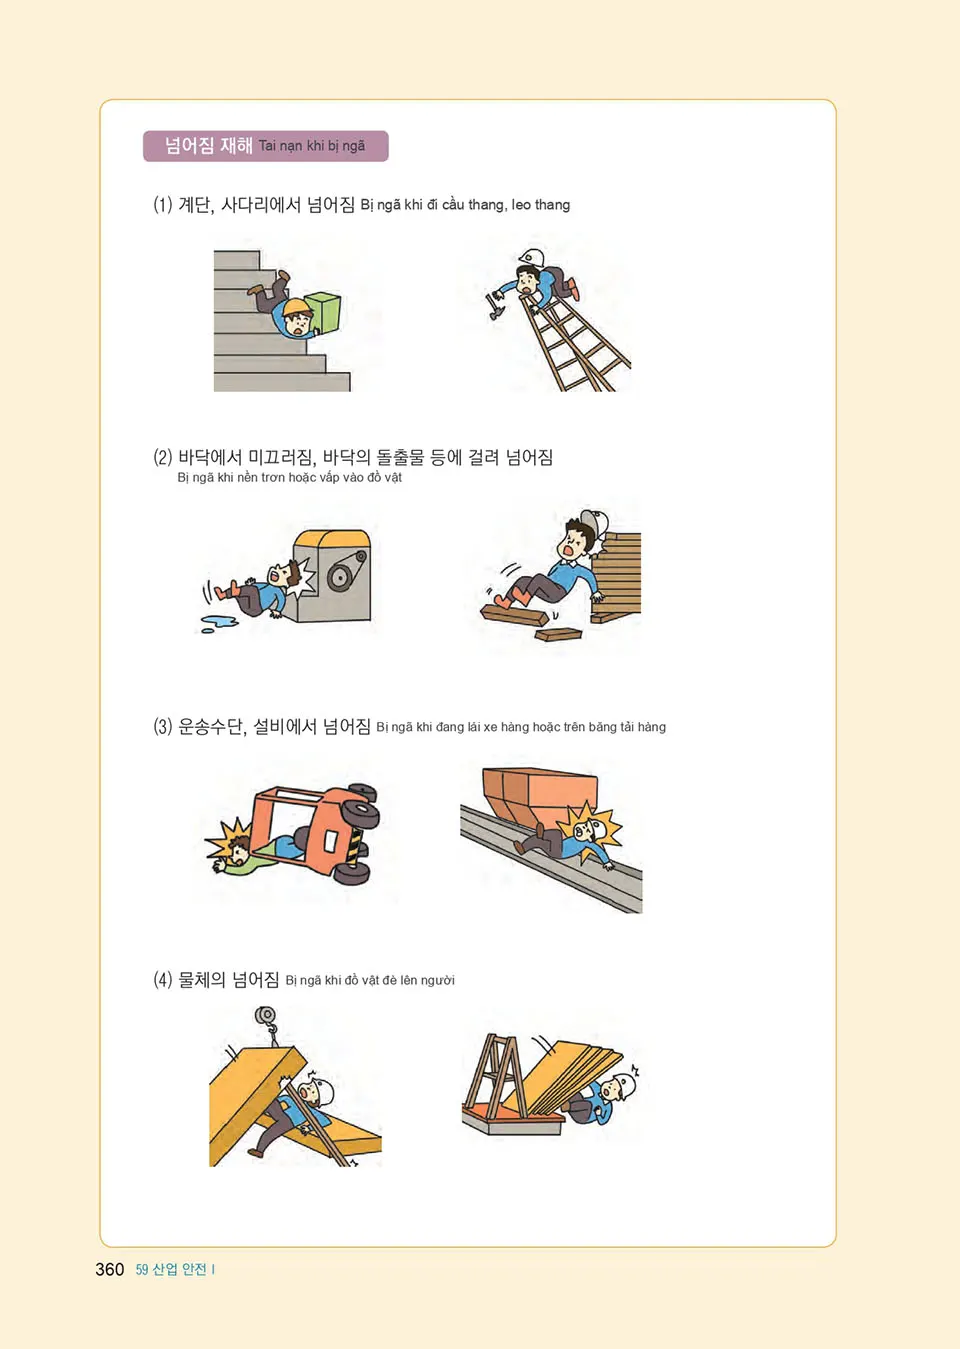 넘어짐 재해 Tai nạn khi bị ngã
(1) 계단, 사다리에서 넘어짐 Bị ngã khi đi cầu thang, leo thang
(2) 바닥에서 미끄러짐, 바닥의 돌출물 등에 걸려 넘어짐
Bị ngã khi nền trơn hoặc vấp vào đồ vật
(3) 운송수단, 설비에서 넘어짐 Bị ngã khi đang lái xe hàng hoặc trên băng tải hàng
(4) 물체의 넘어짐 Bị ngã khi đồ vật đè lên người
360 59 산업 안전 I